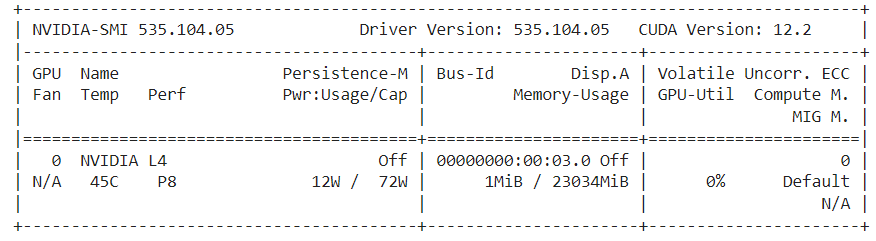 +---------------------------------------------------------------------------------------+
| NVIDIA-SMI 535.104.05             Driver Version: 535.104.05   CUDA Version: 12.2     |
|-----------------------------------------+----------------------+----------------------+
| GPU  Name                 Persistence-M | Bus-Id        Disp.A | Volatile Uncorr. ECC |
| Fan  Temp   Perf          Pwr:Usage/Cap |         Memory-Usage | GPU-Util  Compute M. |
|                                         |                      |               MIG M. |
|=========================================+======================+======================|
|   0  NVIDIA L4                      Off | 00000000:00:03.0 Off |                    0 |
| N/A   45C    P8              12W /  72W |      1MiB / 23034MiB |      0%      Default |
|                                         |                      |                  N/A |
+-----------------------------------------+----------------------+----------------------+